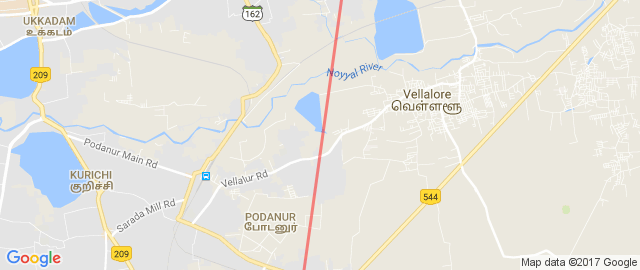 UKKADAM
உக்கடம்
162
209
Noyyal River
Vellalore
வெள்ளலூர்
Podanur Main Rd
KURICHI
குறிச்சி
Vellalur Rd
544
Sarada Mill Rd
PODANUR
போடனூர்
209
Google
Map data ©2017 Google